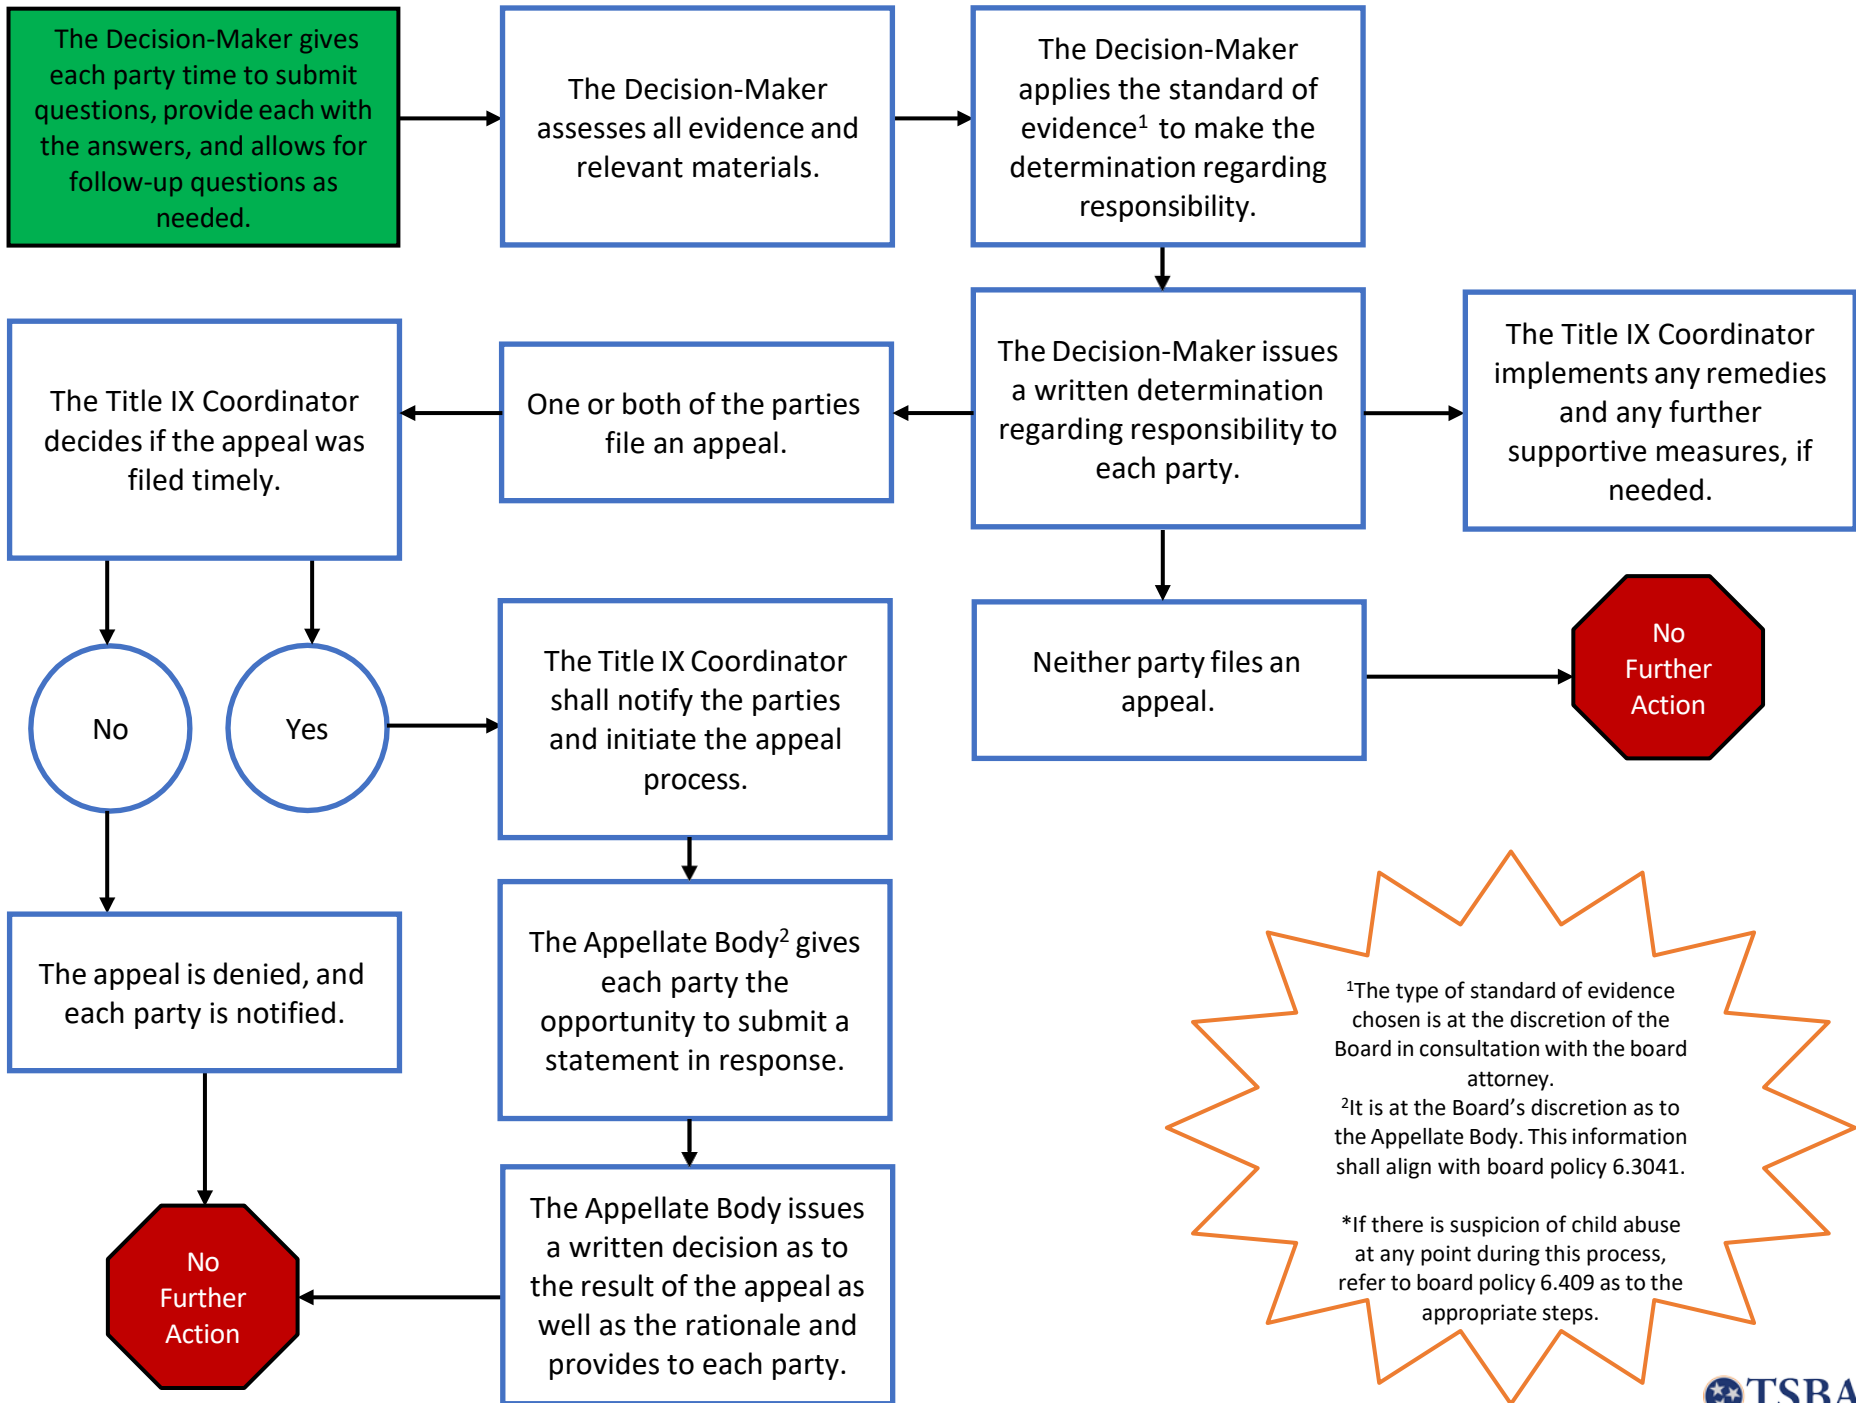 The Decision-Maker gives
each party time to submit
questions, provide each with
the answers, and allows for
follow-up questions as
needed.
The Decision-Maker
assesses all evidence and
relevant materials.
The Decision-Maker
applies the standard of
evidence¹ to make the
determination regarding
responsibility.
The Title IX Coordinator
decides if the appeal was
filed timely.
One or both of the parties
file an appeal.
The Decision-Maker issues
a written determination
regarding responsibility to
each party.
The Title IX Coordinator
implements any remedies
and any further
supportive measures, if
needed.
No
Yes
The Title IX Coordinator
shall notify the parties
and initiate the appeal
process.
Neither party files an
appeal.
No
Further
Action
The appeal is denied, and
each party is notified.
The Appellate Body² gives
each party the
opportunity to submit a
statement in response.
No
Further
Action
The Appellate Body issues
a written decision as to
the result of the appeal as
well as the rationale and
provides to each party.
¹The type of standard of evidence
chosen is at the discretion of the
Board in consultation with the board
attorney.
²It is at the Board’s discretion as to
the Appellate Body. This information
shall align with board policy 6.3041.
*If there is suspicion of child abuse
at any point during this process,
refer to board policy 6.409 as to the
appropriate steps.
TSBA